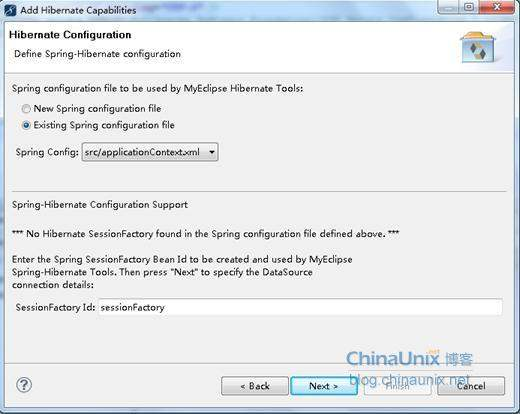 Add Hibernate Capabilities
Hibernate Configuration
Define Spring-Hibernate configuration
Spring configuration file to be used by MyEclipse Hibernate Tools:
New Spring configuration file
Existing Spring configuration file
Spring Config: src/applicationContext.xml
Spring-Hibernate Configuration Support
*** No Hibernate SessionFactory found in the Spring configuration file defined above. ***
Enter the Spring SessionFactory Bean Id to be created and used by MyEclipse
Spring-Hibernate Tools. Then press "Next" to specify the DataSource
connection details:
SessionFactory Id: sessionFactory
ChinaUnix 博客
blog.chinaunix.net
< Back Next > Finish Cancel